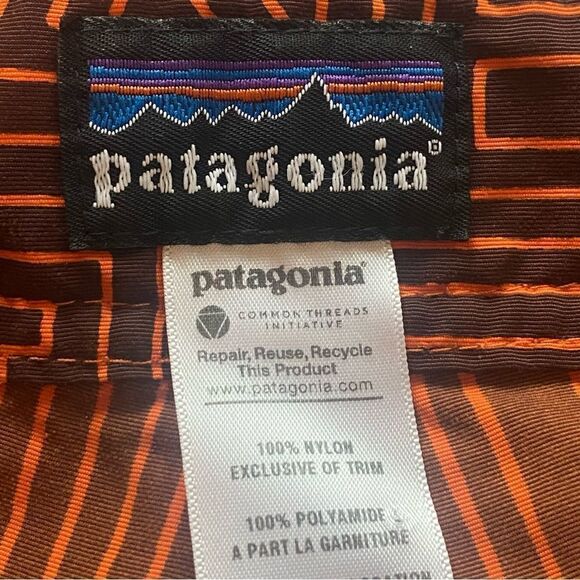 patagonia®
patagonia®
COMMON THREADS
INITIATIVE
Repair, Reuse, Recycle
This Product
www.patagonia.com
100% NYLON
EXCLUSIVE OF TRIM
100% POLYAMIDE
A PART LA GARNITURE